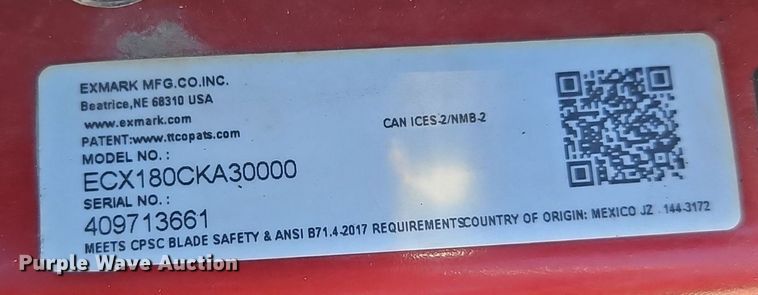 EXMARK MFG.CO.INC.
Beatrice,NE 68310 USA
www.exmark.com
PATENT:www.ttcopats.com
CAN ICES-2/NMB-2
MODEL NO. :
ECX180CKA30000
SERIAL NO. :
409713661
MEETS CPSC BLADE SAFETY & ANSI B71.4-2017 REQUIREMENTSCOUNTRY OF ORIGIN: MEXICO JZ . 144-3172
Purple Wave Auction